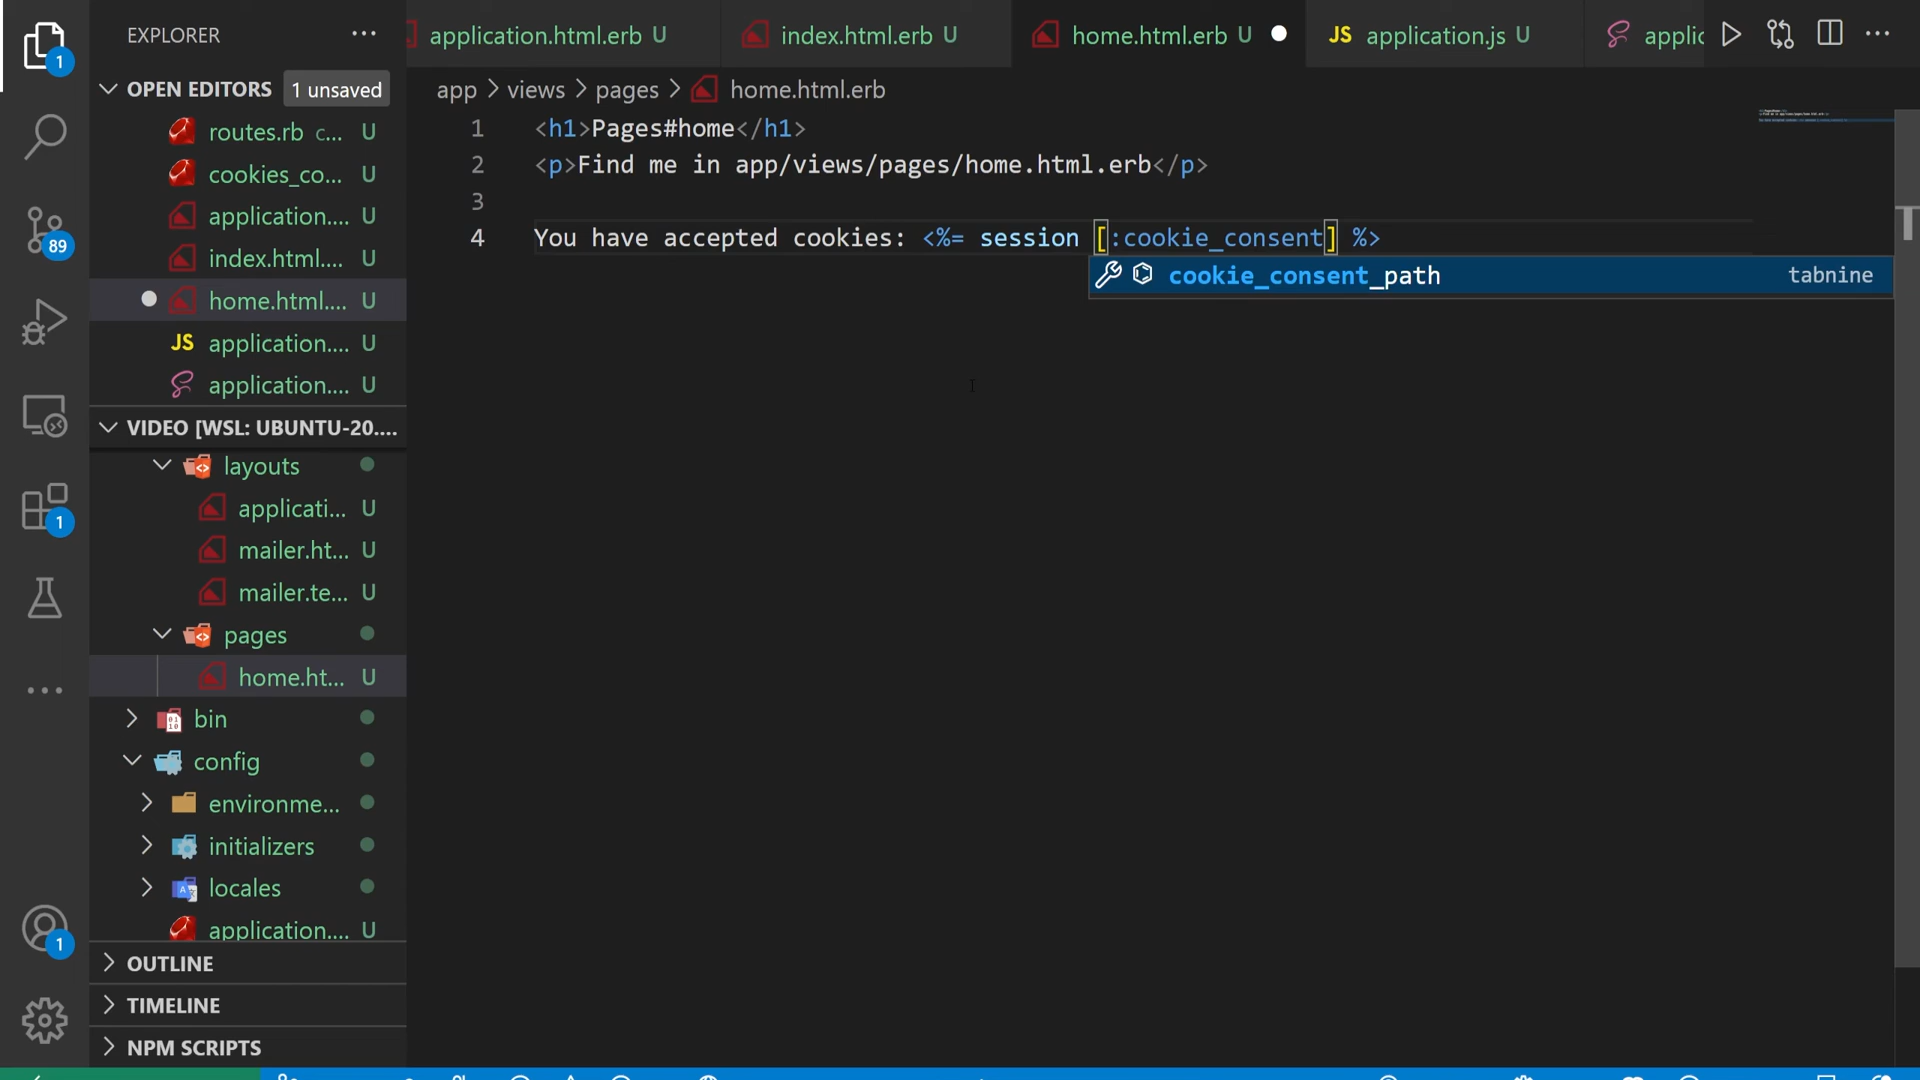 EXPLORER
OPEN EDITORS 1 unsaved
routes.rb c... U
cookies_co... U
application.... U
index.html.... U
home.html.... U
JS application.... U
application.... U
VIDEO [WSL: UBUNTU-20....
layouts
applicati... U
mailer.ht... U
mailer.te... U
pages
home.ht... U
bin
config
environme...
initializers
locales
application.... U
OUTLINE
TIMELINE
NPM SCRIPTS
1
89
1
1
application.html.erb U
index.html.erb U
home.html.erb U
JS application.js U
applic
app > views > pages > home.html.erb
1 <h1>Pages#home</h1>
2 <p>Find me in app/views/pages/home.html.erb</p>
3
4 You have accepted cookies: <%= session [:cookie_consent] %>
cookie_consent_path tabnine